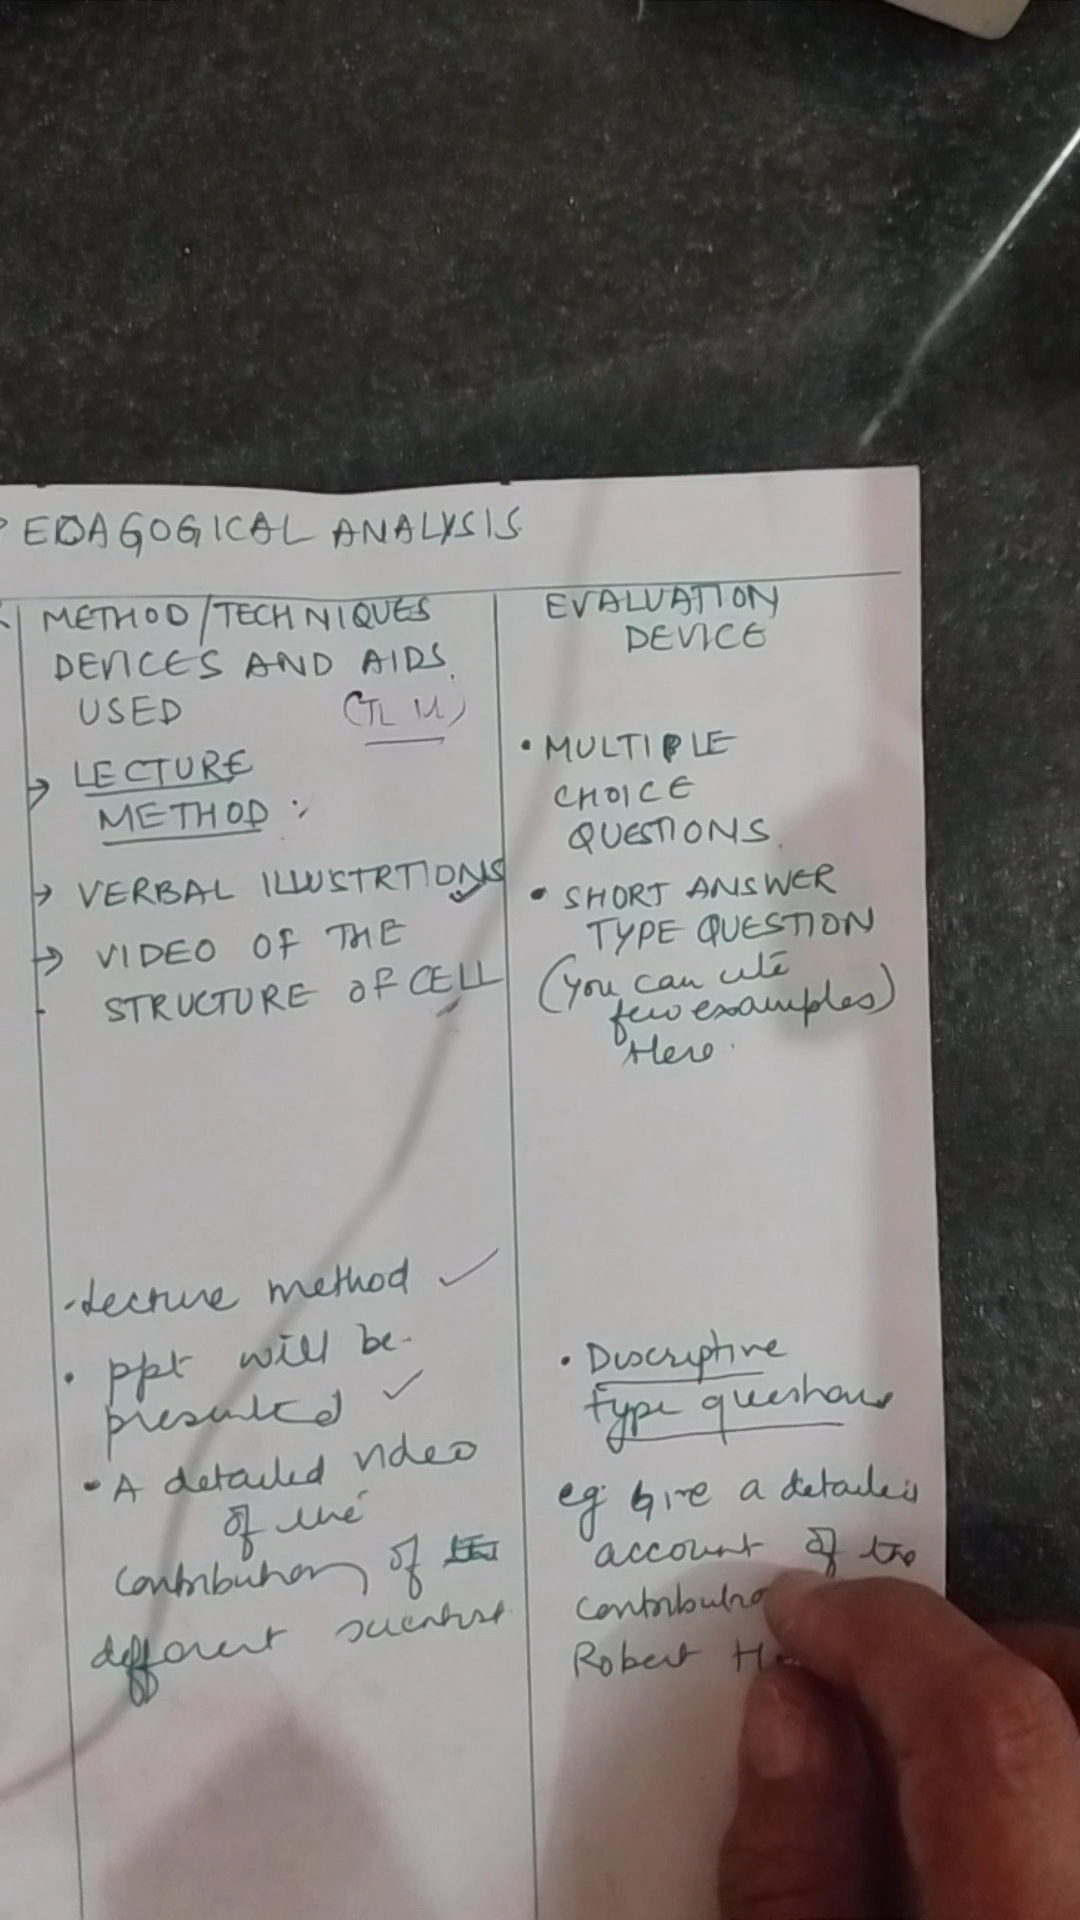 PEDAGOGICAL ANALYSIS
METHOD/TECHNIQUES
DEVICES AND AIDS
USED (TLM)
→ LECTURE
METHOD :
→ VERBAL ILLUSTRTIONS
→ VIDEO OF THE
STRUCTURE OF CELL
• Lecture method ✓
• ppt will be
presented ✓
• A detailed video
of the
contribution of
different scientist
EVALUATION
DEVICE
• MULTIPLE
CHOICE
QUESTIONS.
• SHORT ANSWER
TYPE QUESTION
(You can cite
few examples)
Here.
• Descriptive
type questions
eg: Give a detailed
account of the
Robert